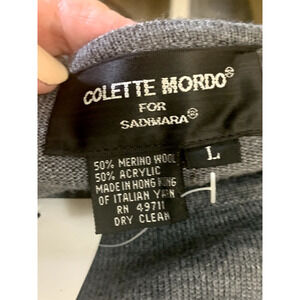 COLETTE MORDO®
FOR
SADIMARA®
L
50% MERINO WOOL
50% ACRYLIC
MADE IN HONG KONG
OF ITALIAN YARN
RN 49711
DRY CLEAN